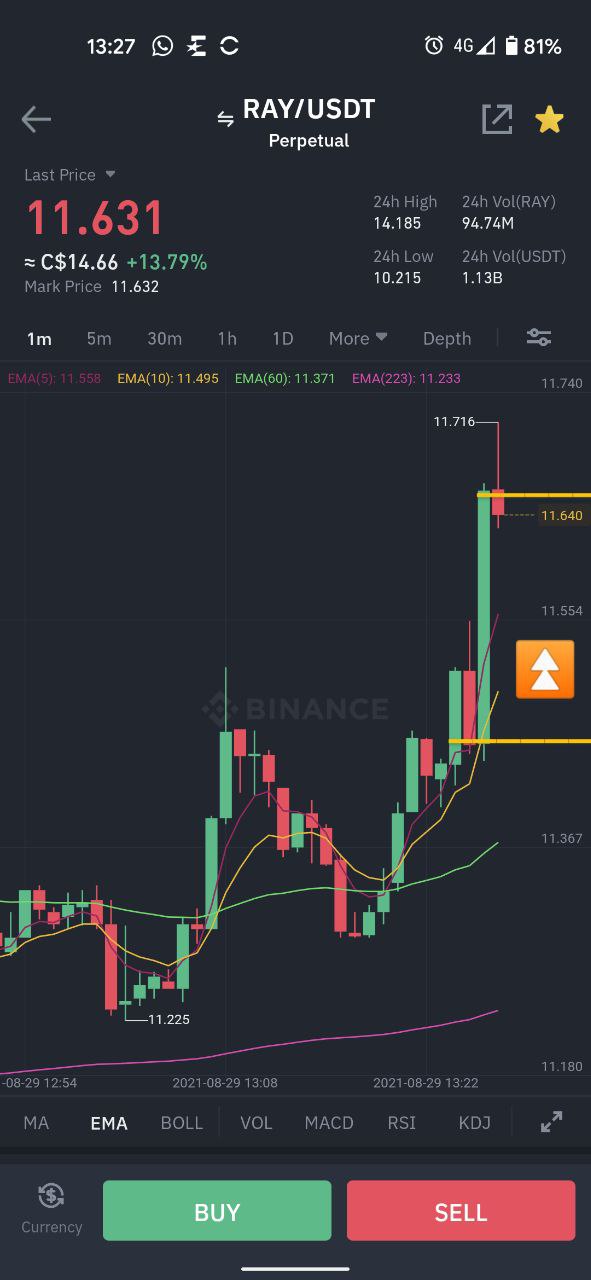 13:27 4G 81%
RAY/USDT
Perpetual
Last Price
11.631
≈ C$14.66 +13.79%
Mark Price 11.632
24h High 24h Vol(RAY)
14.185 94.74M
24h Low 24h Vol(USDT)
10.215 1.13B
1m 5m 30m 1h 1D More Depth
EMA(5): 11.558 EMA(10): 11.495 EMA(60): 11.371 EMA(223): 11.233
11.740
11.716
11.640
11.554
BINANCE
11.367
11.225
11.180
-08-29 12:54 2021-08-29 13:08 2021-08-29 13:22
MA EMA BOLL VOL MACD RSI KDJ
Currency
BUY SELL